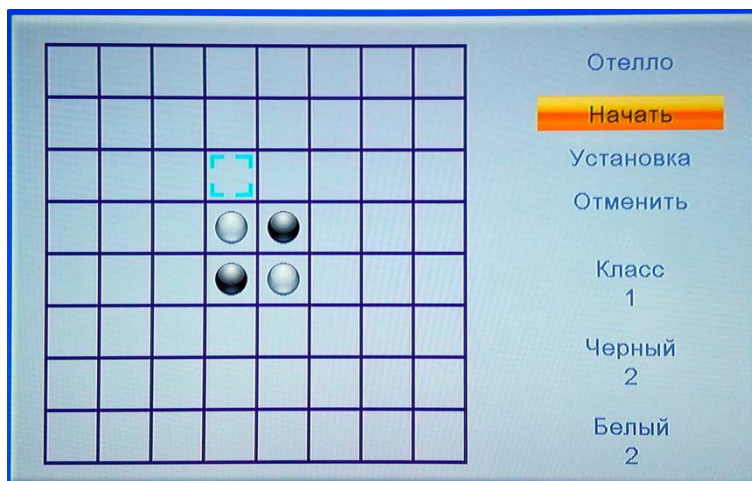 Отелло
Начать
Установка
Отменить
Класс
1
Черный
2
Белый
2